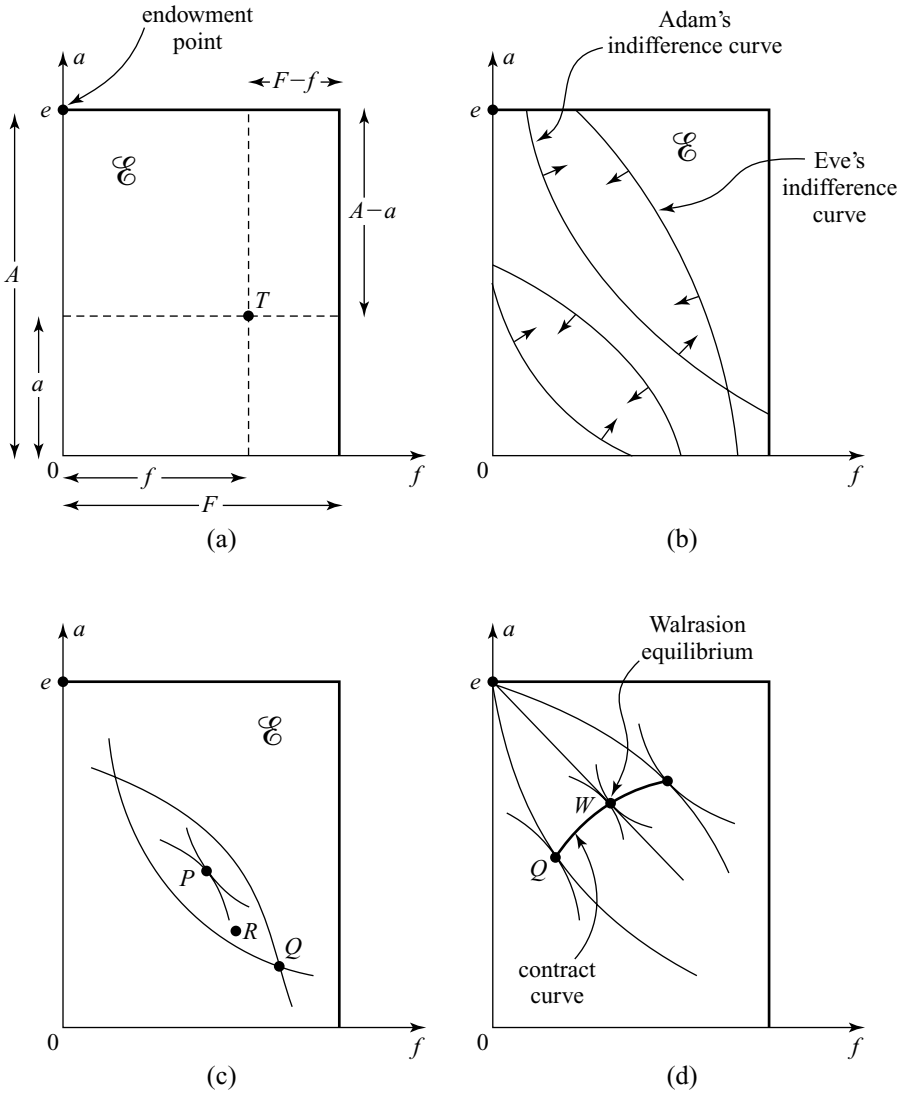 endowment
point
a
F−f
e
ℰ
A−a
A
T
a
0
f
f
F
(a)
Adam's
indifference curve
a
e
ℰ
Eve's
indifference
curve
0
f
(b)
a
e
ℰ
P
R
Q
0
f
(c)
Walrasion
equilibrium
a
e
W
Q
contract
curve
0
f
(d)